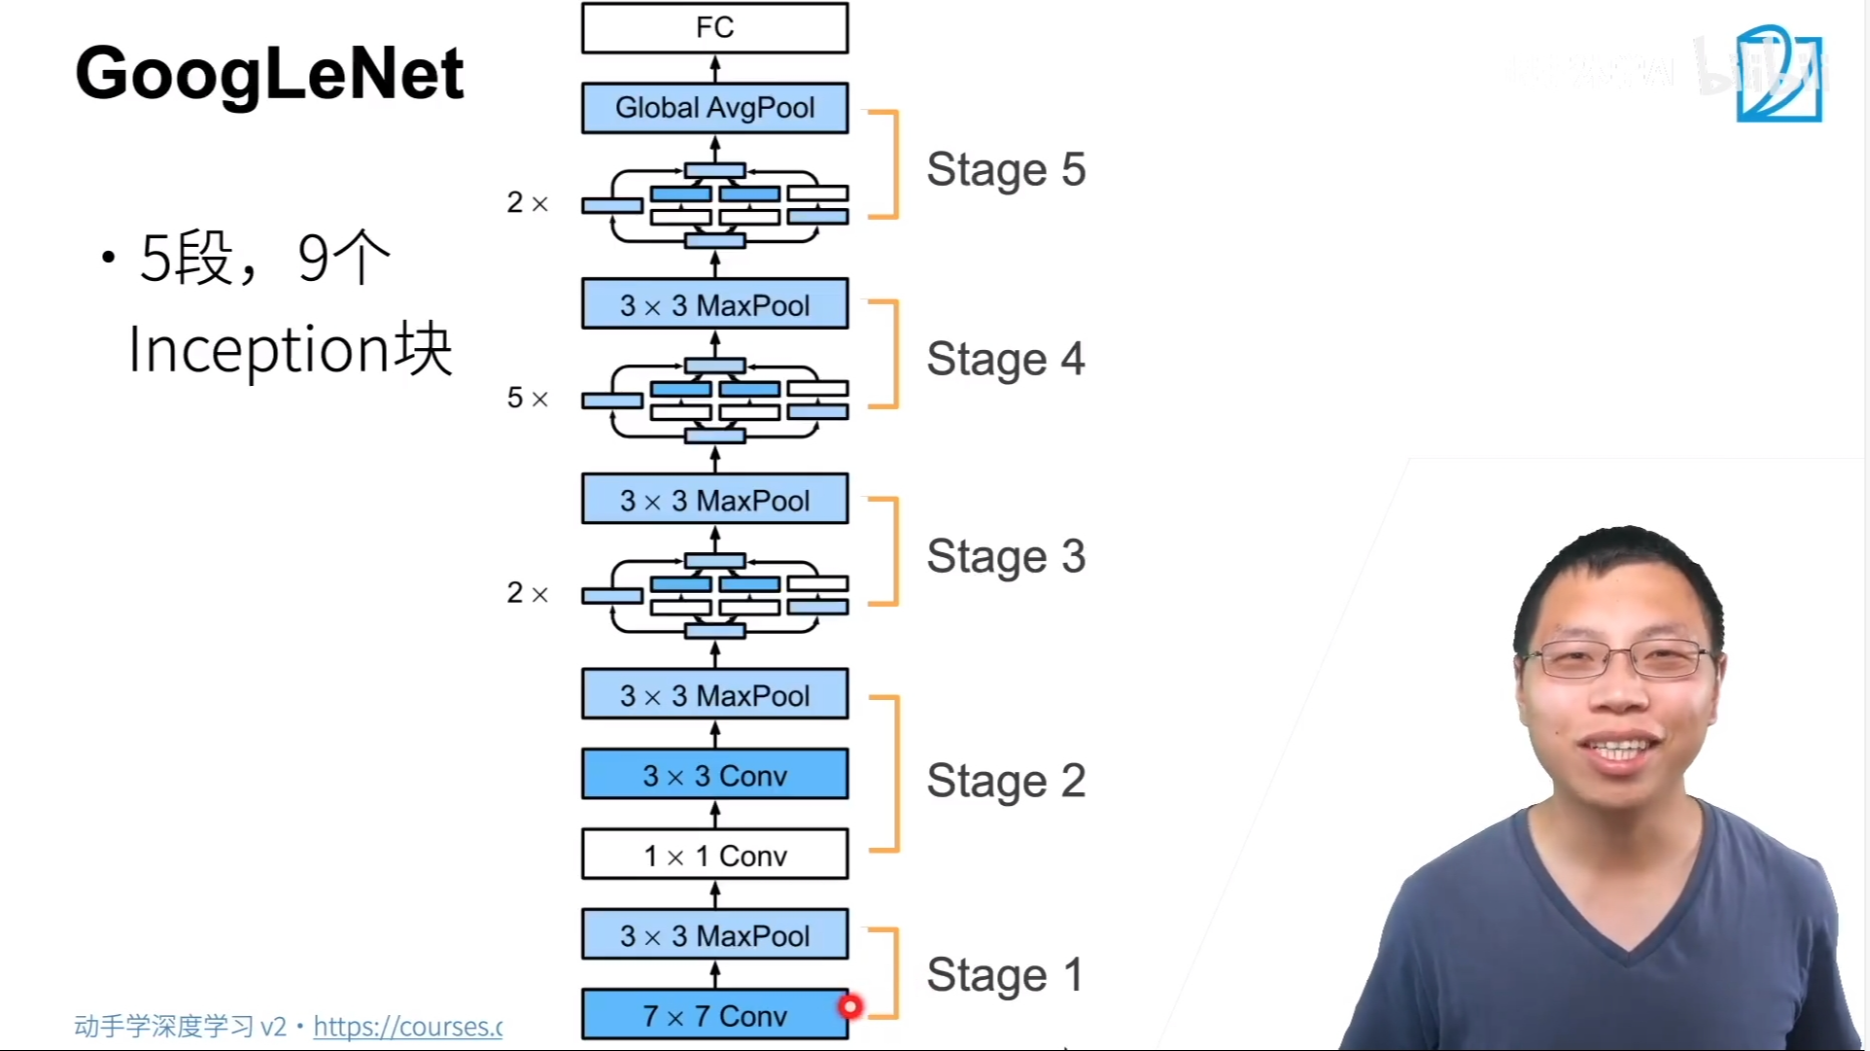 GoogLeNet
• 5段，9个
Inception块
FC
Global AvgPool
2 ×
Stage 5
3 × 3 MaxPool
5 ×
Stage 4
3 × 3 MaxPool
2 ×
Stage 3
3 × 3 MaxPool
3 × 3 Conv
Stage 2
1 × 1 Conv
3 × 3 MaxPool
Stage 1
7 × 7 Conv
动手学深度学习 v2 • https://courses.
bilibili